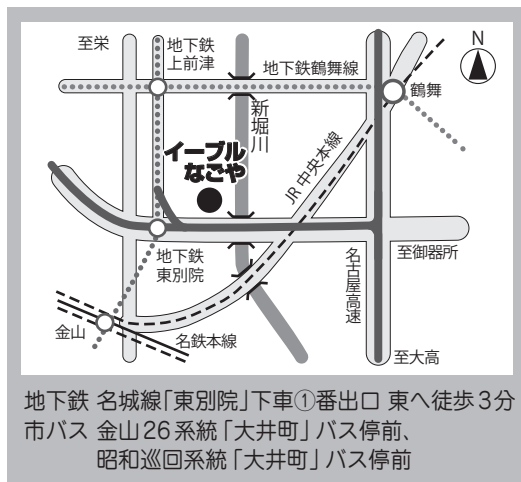 至栄
地下鉄
上前津
地下鉄鶴舞線
N
鶴舞
新堀川
イーブル
なごや
JR中央本線
地下鉄
東別院
名古屋高速
至御器所
金山
名鉄本線
至大高
地下鉄 名城線「東別院」下車①番出口 東へ徒歩3分
市バス 金山26系統「大井町」バス停前、
昭和巡回系統「大井町」バス停前